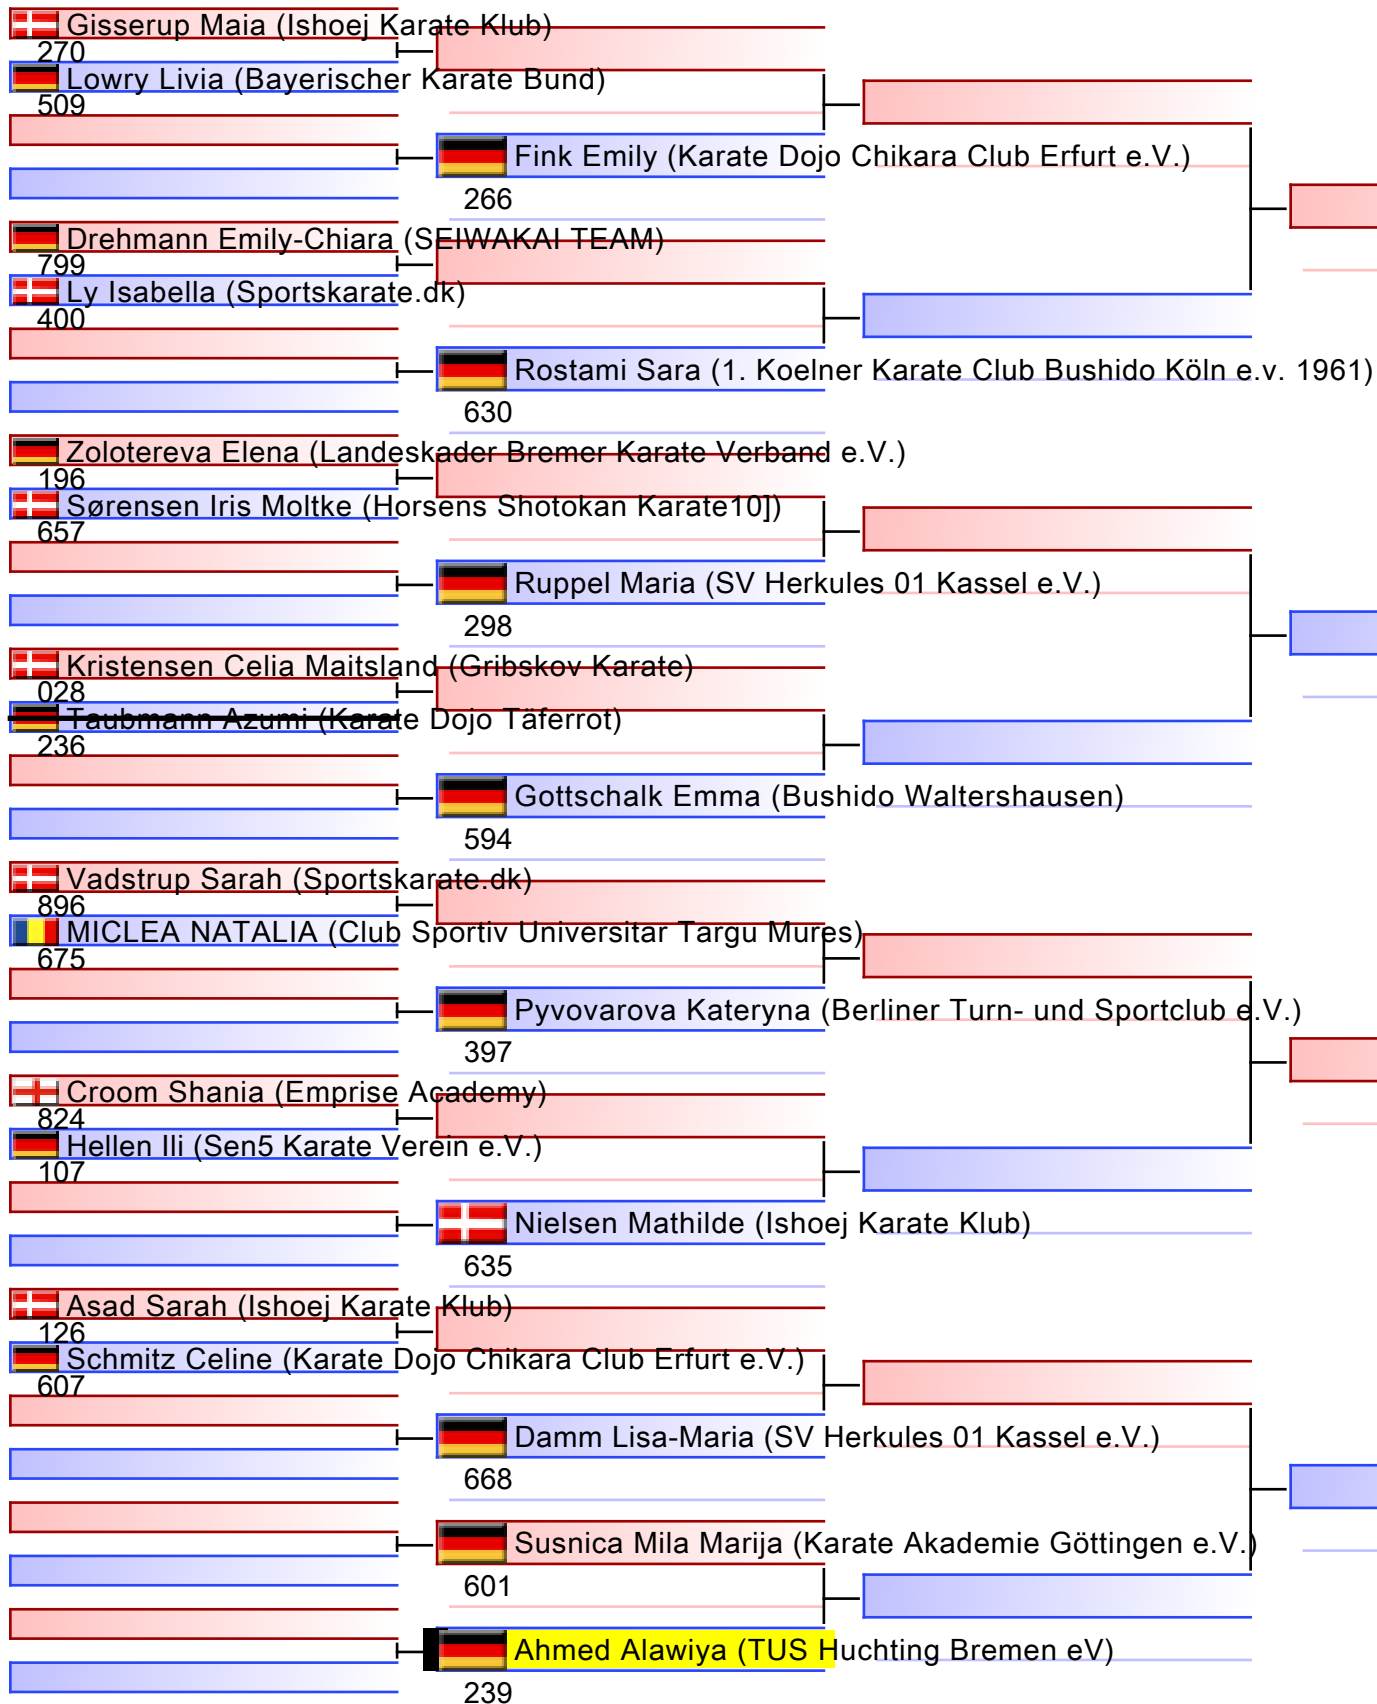 Gisserup Maia (Ishoej Karate Klub)
270
Lowry Livia (Bayerischer Karate Bund)
509
Fink Emily (Karate Dojo Chikara Club Erfurt e.V.)
266
Drehmann Emily-Chiara (SEIWAKAI TEAM)
799
Ly Isabella (Sportskarate.dk)
400
Rostami Sara (1. Koelner Karate Club Bushido Köln e.v. 1961)
630
Zolotereva Elena (Landeskader Bremer Karate Verband e.V.)
196
Sørensen Iris Moltke (Horsens Shotokan Karate10])
657
Ruppel Maria (SV Herkules 01 Kassel e.V.)
298
Kristensen Celia Maitsland (Gribskov Karate)
028
Taubmann Azumi (Karate Dojo Täferrot)
236
Gottschalk Emma (Bushido Waltershausen)
594
Vadstrup Sarah (Sportskarate.dk)
896
MICLEA NATALIA (Club Sportiv Universitar Targu Mures)
675
Pyvovarova Kateryna (Berliner Turn- und Sportclub e.V.)
397
Croom Shania (Emprise Academy)
824
Hellen Ili (Sen5 Karate Verein e.V.)
107
Nielsen Mathilde (Ishoej Karate Klub)
635
Asad Sarah (Ishoej Karate Klub)
126
Schmitz Celine (Karate Dojo Chikara Club Erfurt e.V.)
607
Damm Lisa-Maria (SV Herkules 01 Kassel e.V.)
668
Susnica Mila Marija (Karate Akademie Göttingen e.V.)
601
Ahmed Alawiya (TUS Huchting Bremen eV)
239